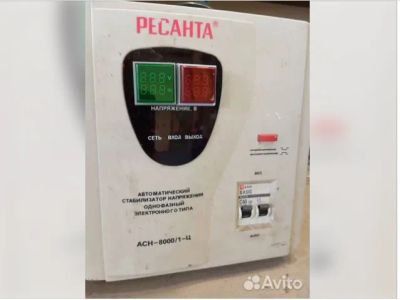 РЕСАНТА®
НАПРЯЖЕНИЕ, В
СЕТЬ ВХОД ВЫХОД
АВТОМАТИЧЕСКИЙ
СТАБИЛИЗАТОР НАПРЯЖЕНИЯ
ОДНОФАЗНЫЙ
ЭЛЕКТРОННОГО ТИПА
АСН-8000/1-Ц
Avito